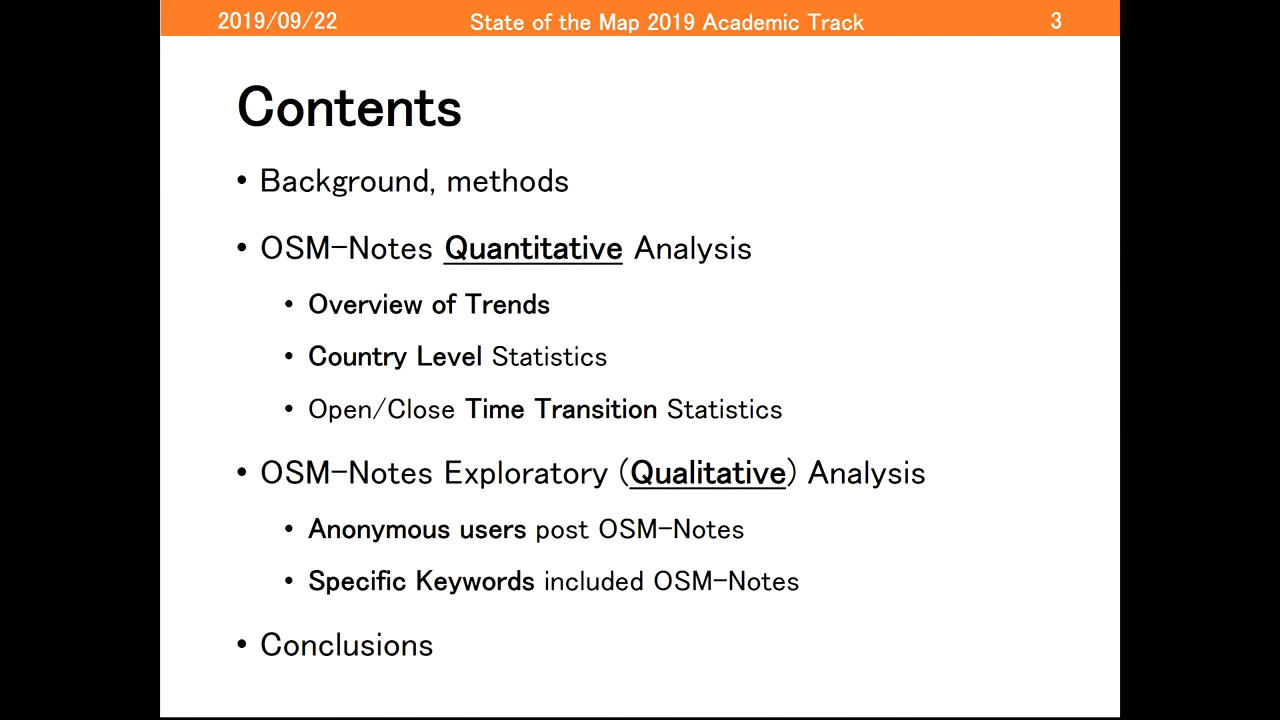 2019/09/22 State of the Map 2019 Academic Track 3
Contents
• Background, methods
• OSM-Notes Quantitative Analysis
• Overview of Trends
• Country Level Statistics
• Open/Close Time Transition Statistics
• OSM-Notes Exploratory (Qualitative) Analysis
• Anonymous users post OSM-Notes
• Specific Keywords included OSM-Notes
• Conclusions